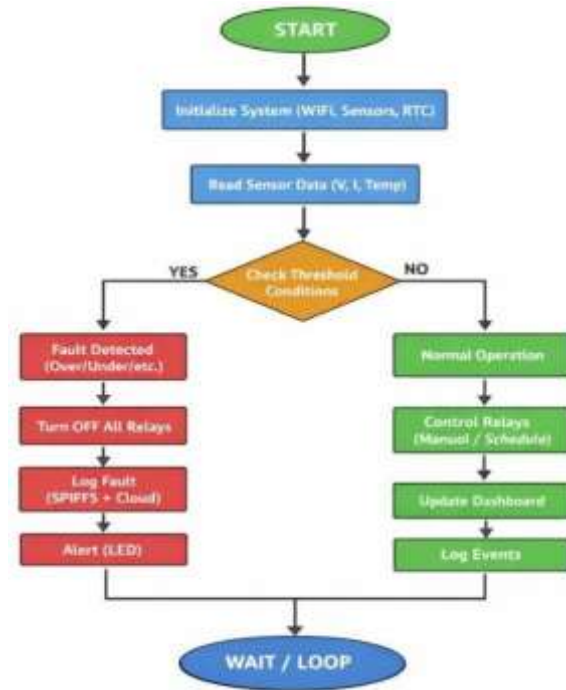 START
Initialize System (WiFi, Sensors, RTC)
Read Sensor Data (V, I, Temp)
YES
Check Threshold
Conditions
NO
Fault Detected
(Over/Under/etc.)
Turn OFF All Relays
Log Fault
(SPIFFS + Cloud)
Alert (LED)
Normal Operation
Control Relays
(Manual / Schedule)
Update Dashboard
Log Events
WAIT / LOOP